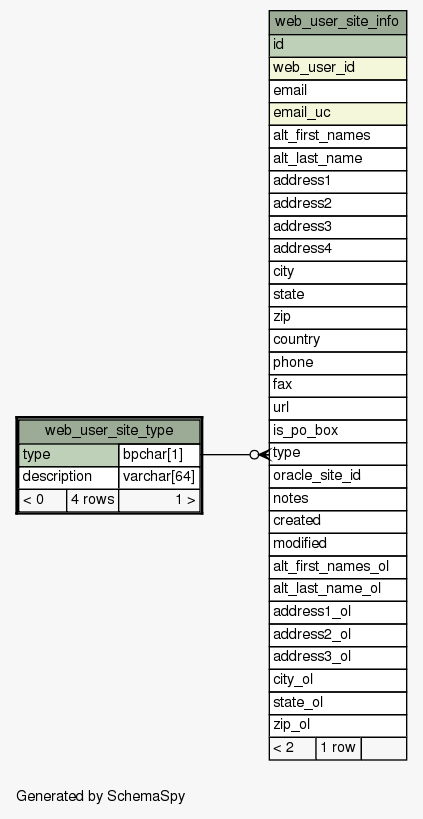 web_user_site_info
id
web_user_id
email
email_uc
alt_first_names
alt_last_name
address1
address2
address3
address4
city
state
zip
country
phone
fax
url
is_po_box
type
oracle_site_id
notes
created
modified
alt_first_names_ol
alt_last_name_ol
address1_ol
address2_ol
address3_ol
city_ol
state_ol
zip_ol
< 2 1 row
web_user_site_type
type bpchar[1]
description varchar[64]
< 0 4 rows 1 >
Generated by SchemaSpy